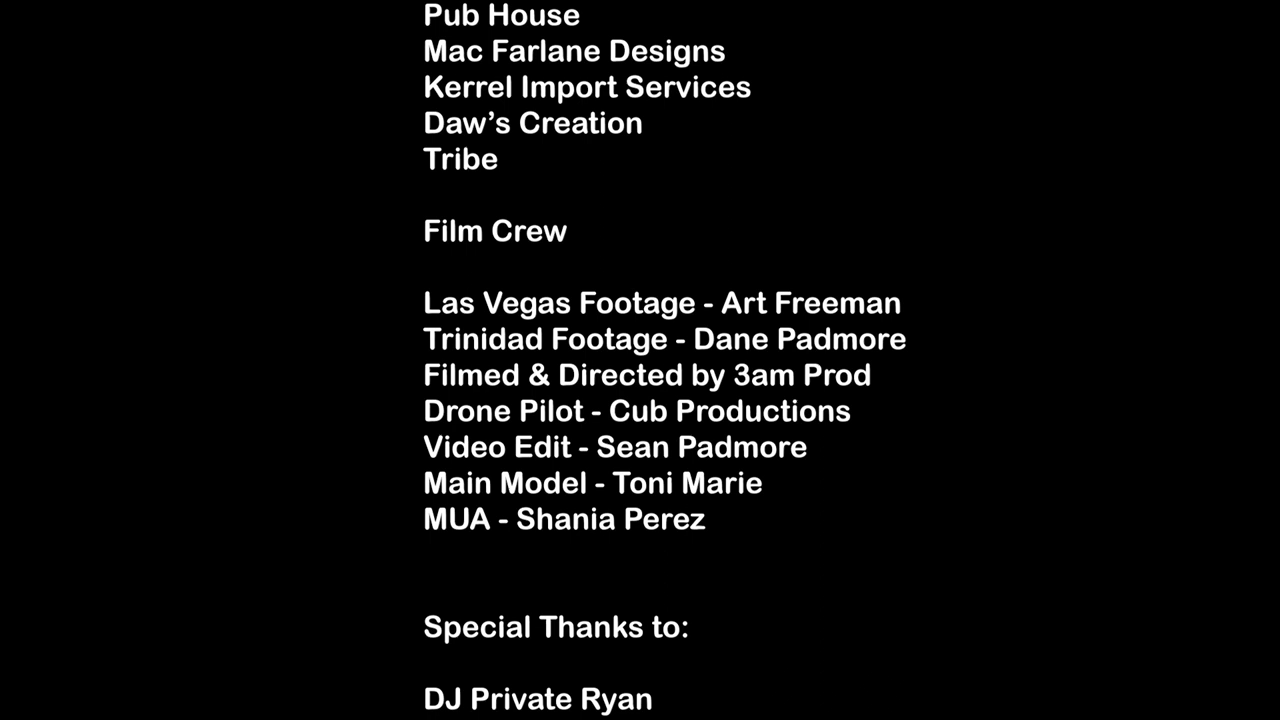 Pub House
Mac Farlane Designs
Kerrel Import Services
Daw’s Creation
Tribe
Film Crew
Las Vegas Footage - Art Freeman
Trinidad Footage - Dane Padmore
Filmed & Directed by 3am Prod
Drone Pilot - Cub Productions
Video Edit - Sean Padmore
Main Model - Toni Marie
MUA - Shania Perez
Special Thanks to:
DJ Private Ryan